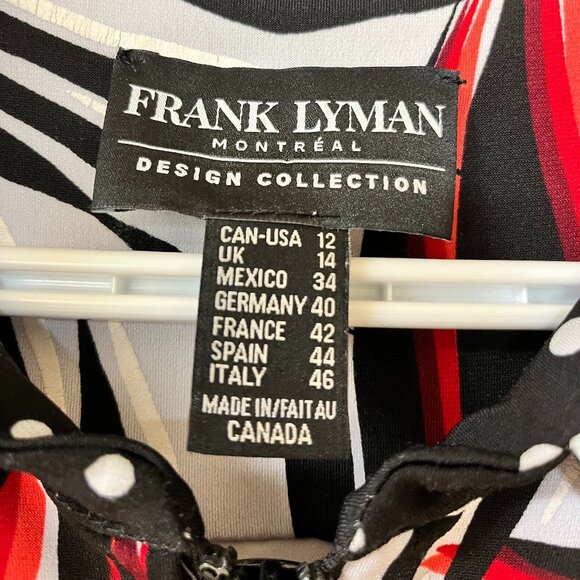 FRANK LYMAN
MONTRÉAL
DESIGN COLLECTION
CAN-USA 12
UK 14
MEXICO 34
GERMANY 40
FRANCE 42
SPAIN 44
ITALY 46
MADE IN/FAIT AU
CANADA